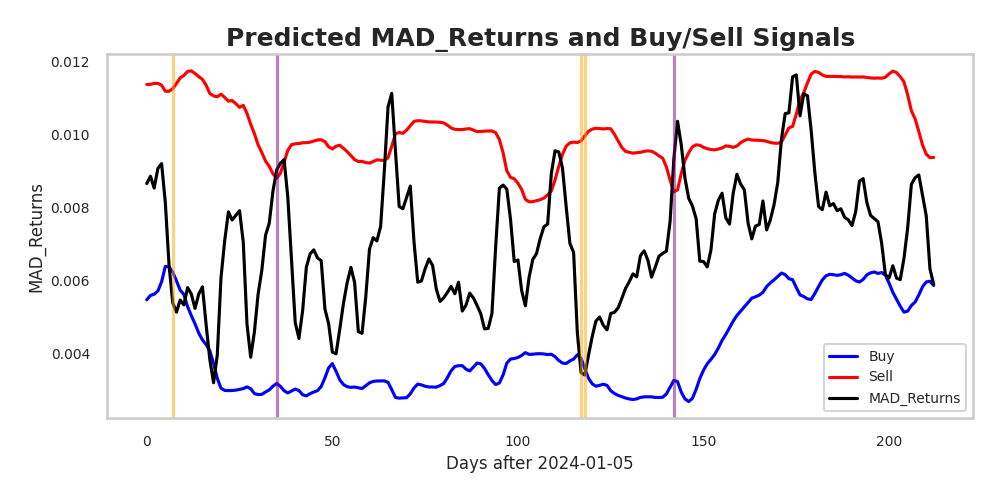 Predicted MAD_Returns and Buy/Sell Signals
0.012
0.010
0.008
0.006
0.004
MAD_Returns
0
50
100
150
200
Days after 2024-01-05
Buy
Sell
MAD_Returns